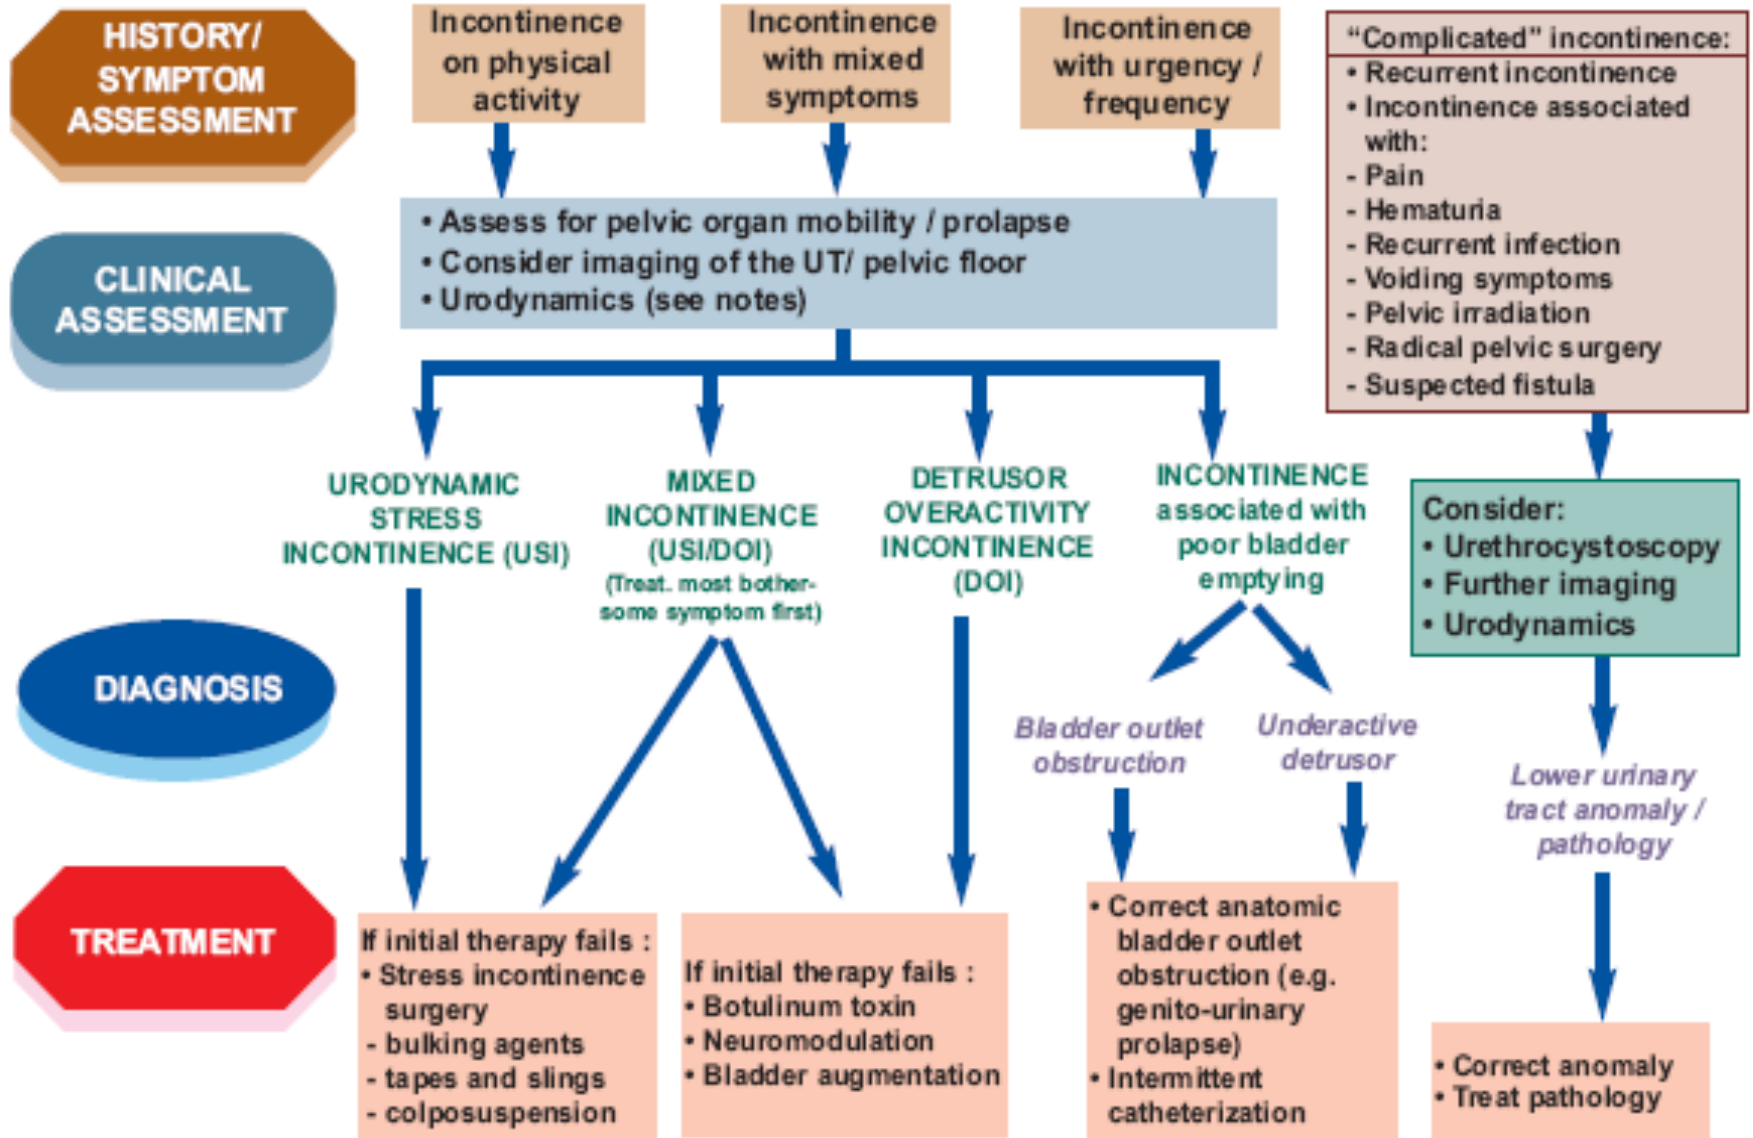 HISTORY/
SYMPTOM
ASSESSMENT
Incontinence
on physical
activity
Incontinence
with mixed
symptoms
Incontinence
with urgency /
frequency
“Complicated” incontinence:
• Recurrent incontinence
• Incontinence associated
with:
- Pain
- Hematuria
- Recurrent infection
- Voiding symptoms
- Pelvic irradiation
- Radical pelvic surgery
- Suspected fistula
CLINICAL
ASSESSMENT
• Assess for pelvic organ mobility / prolapse
• Consider imaging of the UT/ pelvic floor
• Urodynamics (see notes)
URODYNAMIC
STRESS
INCONTINENCE (USI)
MIXED
INCONTINENCE
(USI/DOI)
(Treat. most bother-
some symptom first)
DETRUSOR
OVERACTIVITY
INCONTINENCE
(DOI)
INCONTINENCE
associated with
poor bladder
emptying
Consider:
• Urethrocystoscopy
• Further imaging
• Urodynamics
DIAGNOSIS
Bladder outlet
obstruction
Underactive
detrusor
Lower urinary
tract anomaly /
pathology
TREATMENT
If initial therapy fails :
• Stress incontinence
surgery
- bulking agents
- tapes and slings
- colposuspension
If initial therapy fails :
• Botulinum toxin
• Neuromodulation
• Bladder augmentation
• Correct anatomic
bladder outlet
obstruction (e.g.
genito-urinary
prolapse)
• Intermittent
catheterization
• Correct anomaly
• Treat pathology